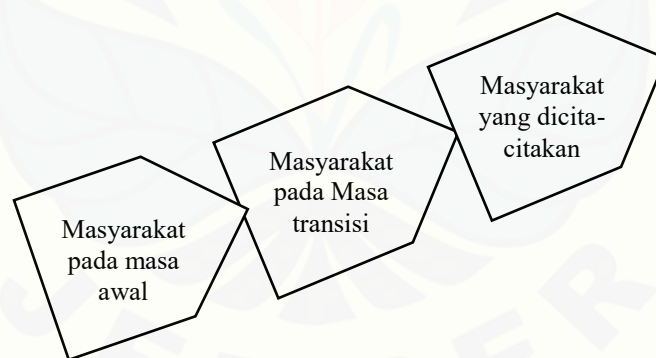 Masyarakat
yang dicita-
citakan
Masyarakat
pada Masa
transisi
Masyarakat
pada masa
awal